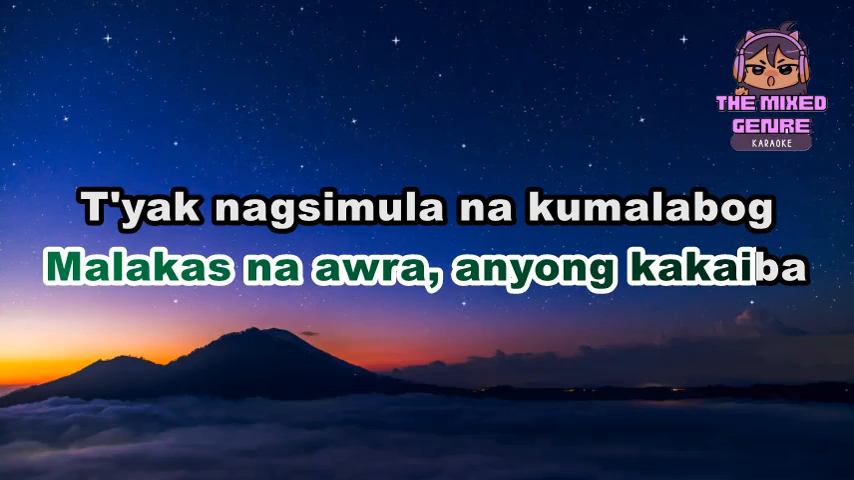 THE MIXED
GENRE
KARAOKE
T'yak nagsimula na kumalabog
Malakas na awra, anyong kakaiba